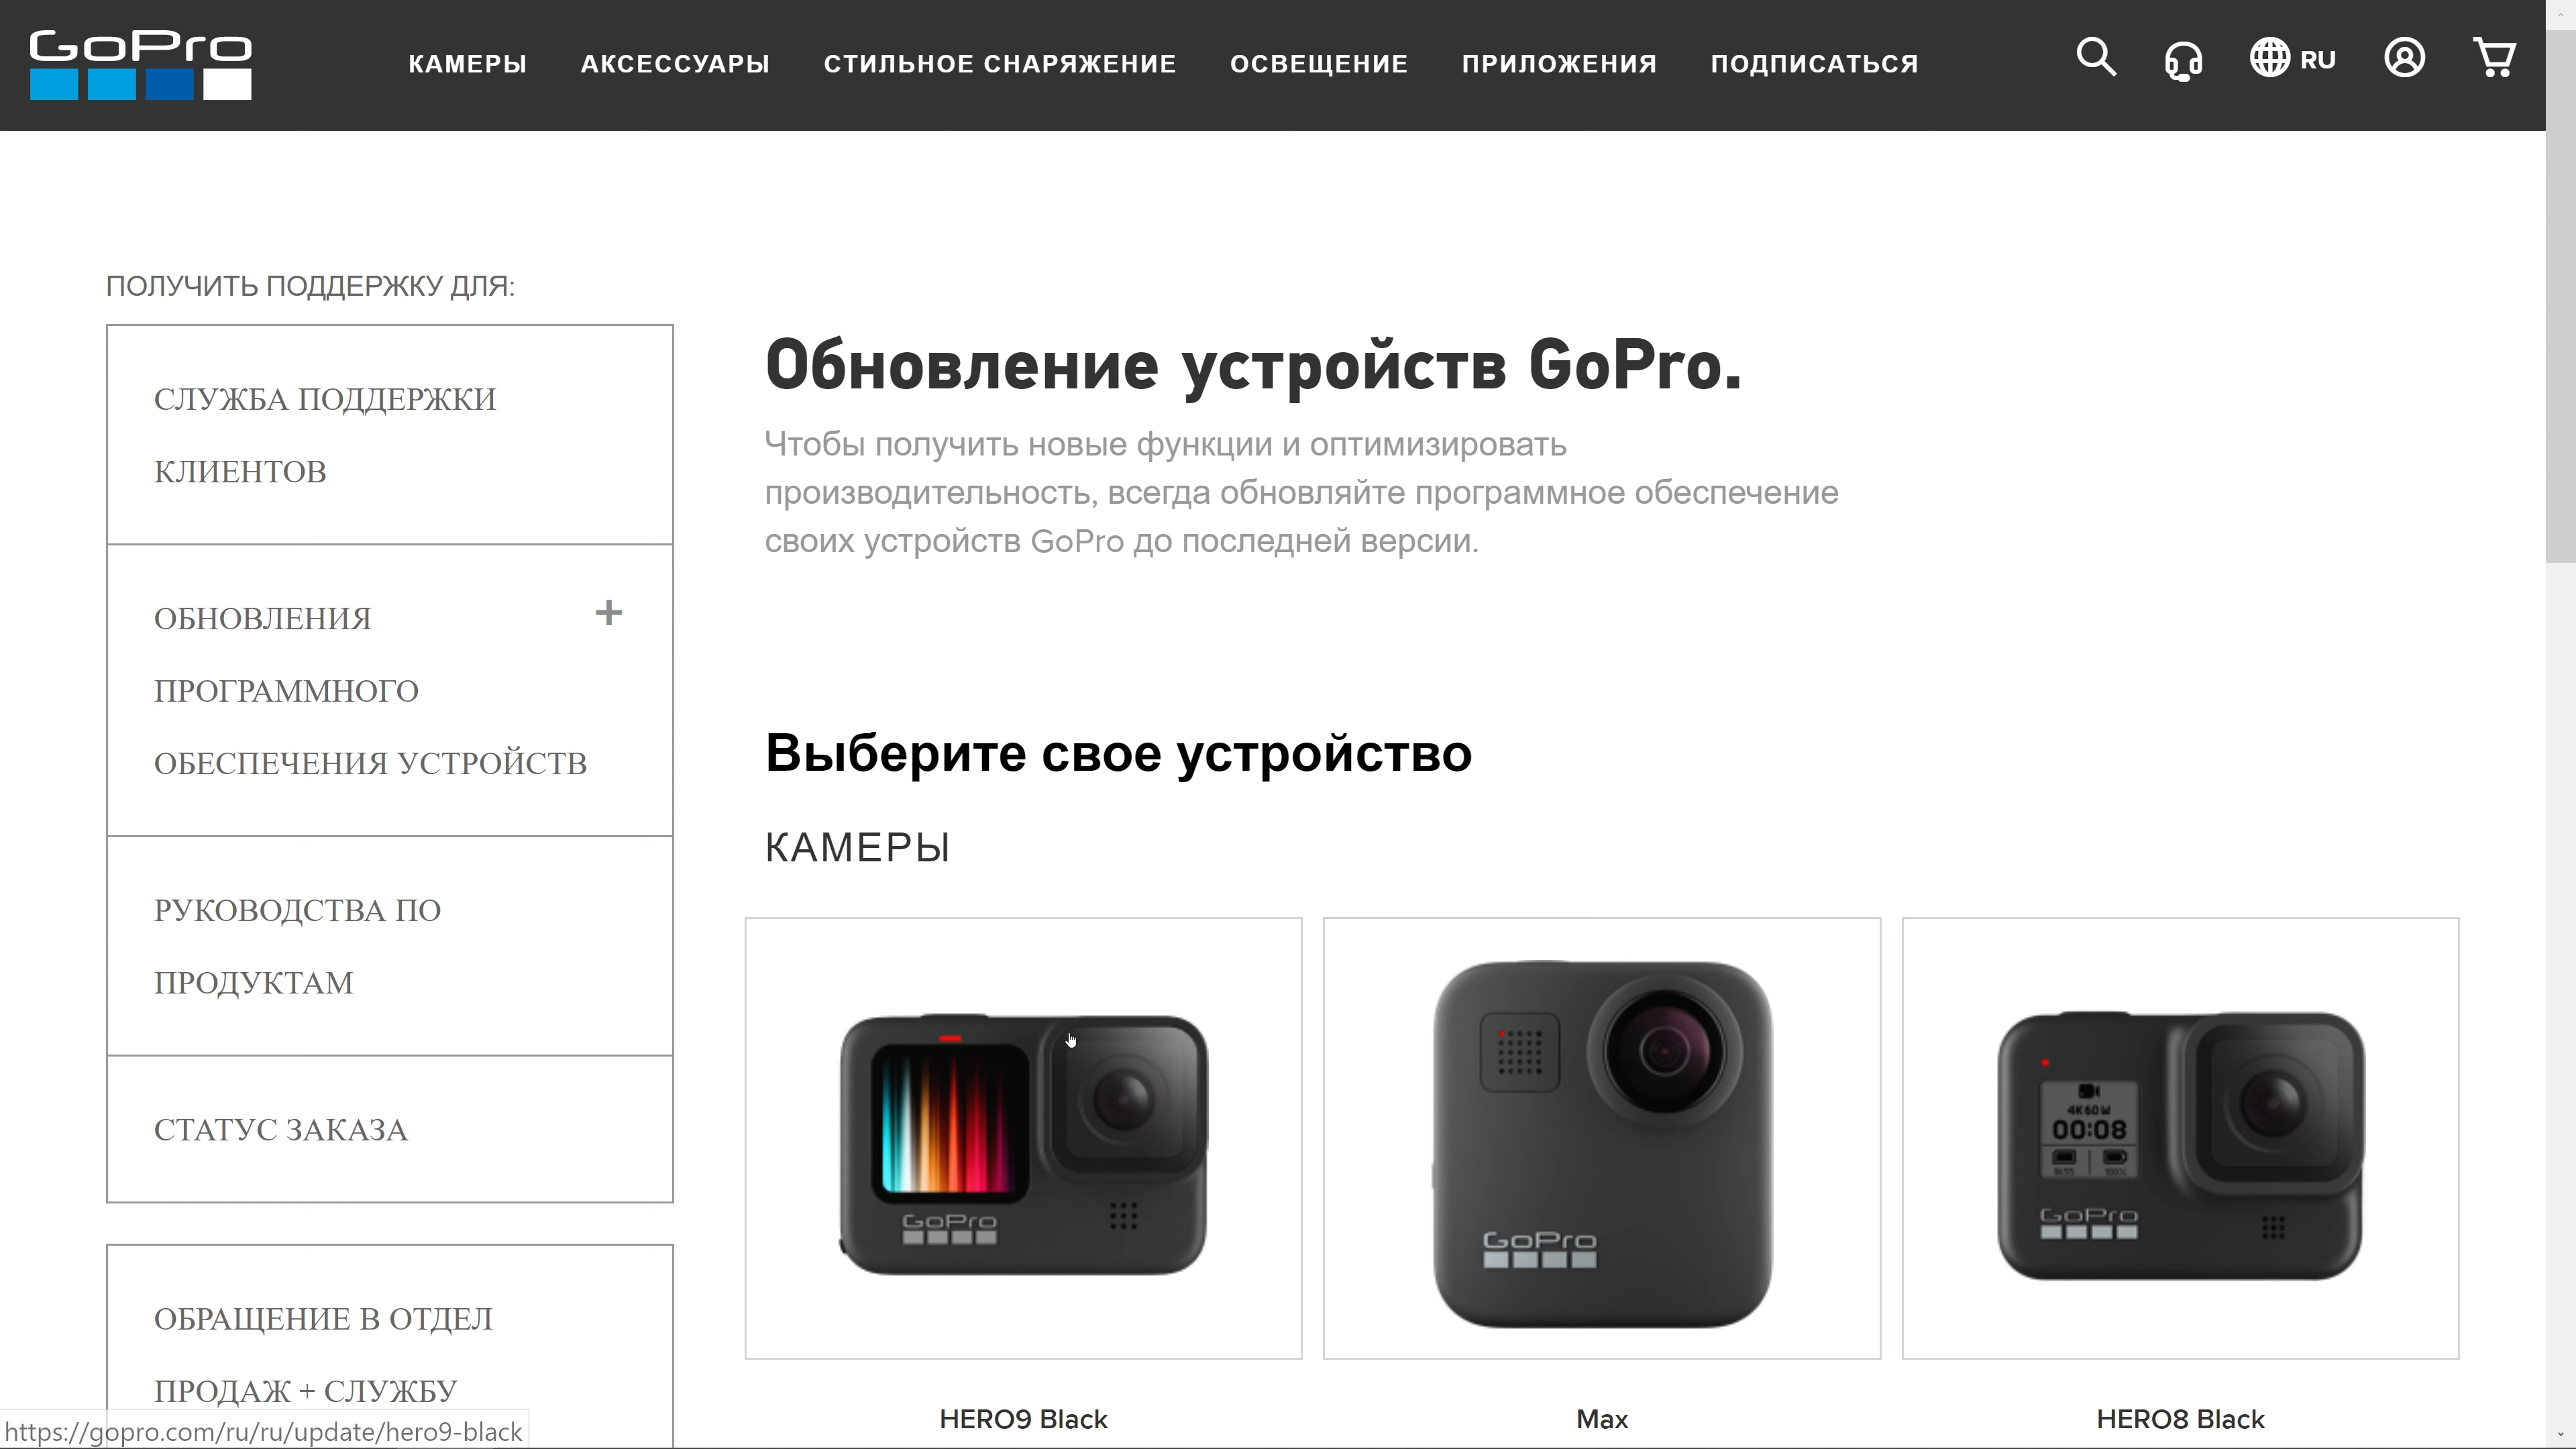 GoPro
КАМЕРЫ АКСЕССУАРЫ СТИЛЬНОЕ СНАРЯЖЕНИЕ ОСВЕЩЕНИЕ ПРИЛОЖЕНИЯ ПОДПИСАТЬСЯ RU
ПОЛУЧИТЬ ПОДДЕРЖКУ ДЛЯ:
СЛУЖБА ПОДДЕРЖКИ
КЛИЕНТОВ
ОБНОВЛЕНИЯ +
ПРОГРАММНОГО
ОБЕСПЕЧЕНИЯ УСТРОЙСТВ
РУКОВОДСТВА ПО
ПРОДУКТАМ
СТАТУС ЗАКАЗА
ОБРАЩЕНИЕ В ОТДЕЛ
ПРОДАЖ + СЛУЖБУ
Обновление устройств GoPro.
Чтобы получить новые функции и оптимизировать
производительность, всегда обновляйте программное обеспечение
своих устройств GoPro до последней версии.
Выберите свое устройство
КАМЕРЫ
GoPro
HERO9 Black
GoPro
Max
4K60W
00:08
GoPro
HERO8 Black
https://gopro.com/ru/ru/update/hero9-black